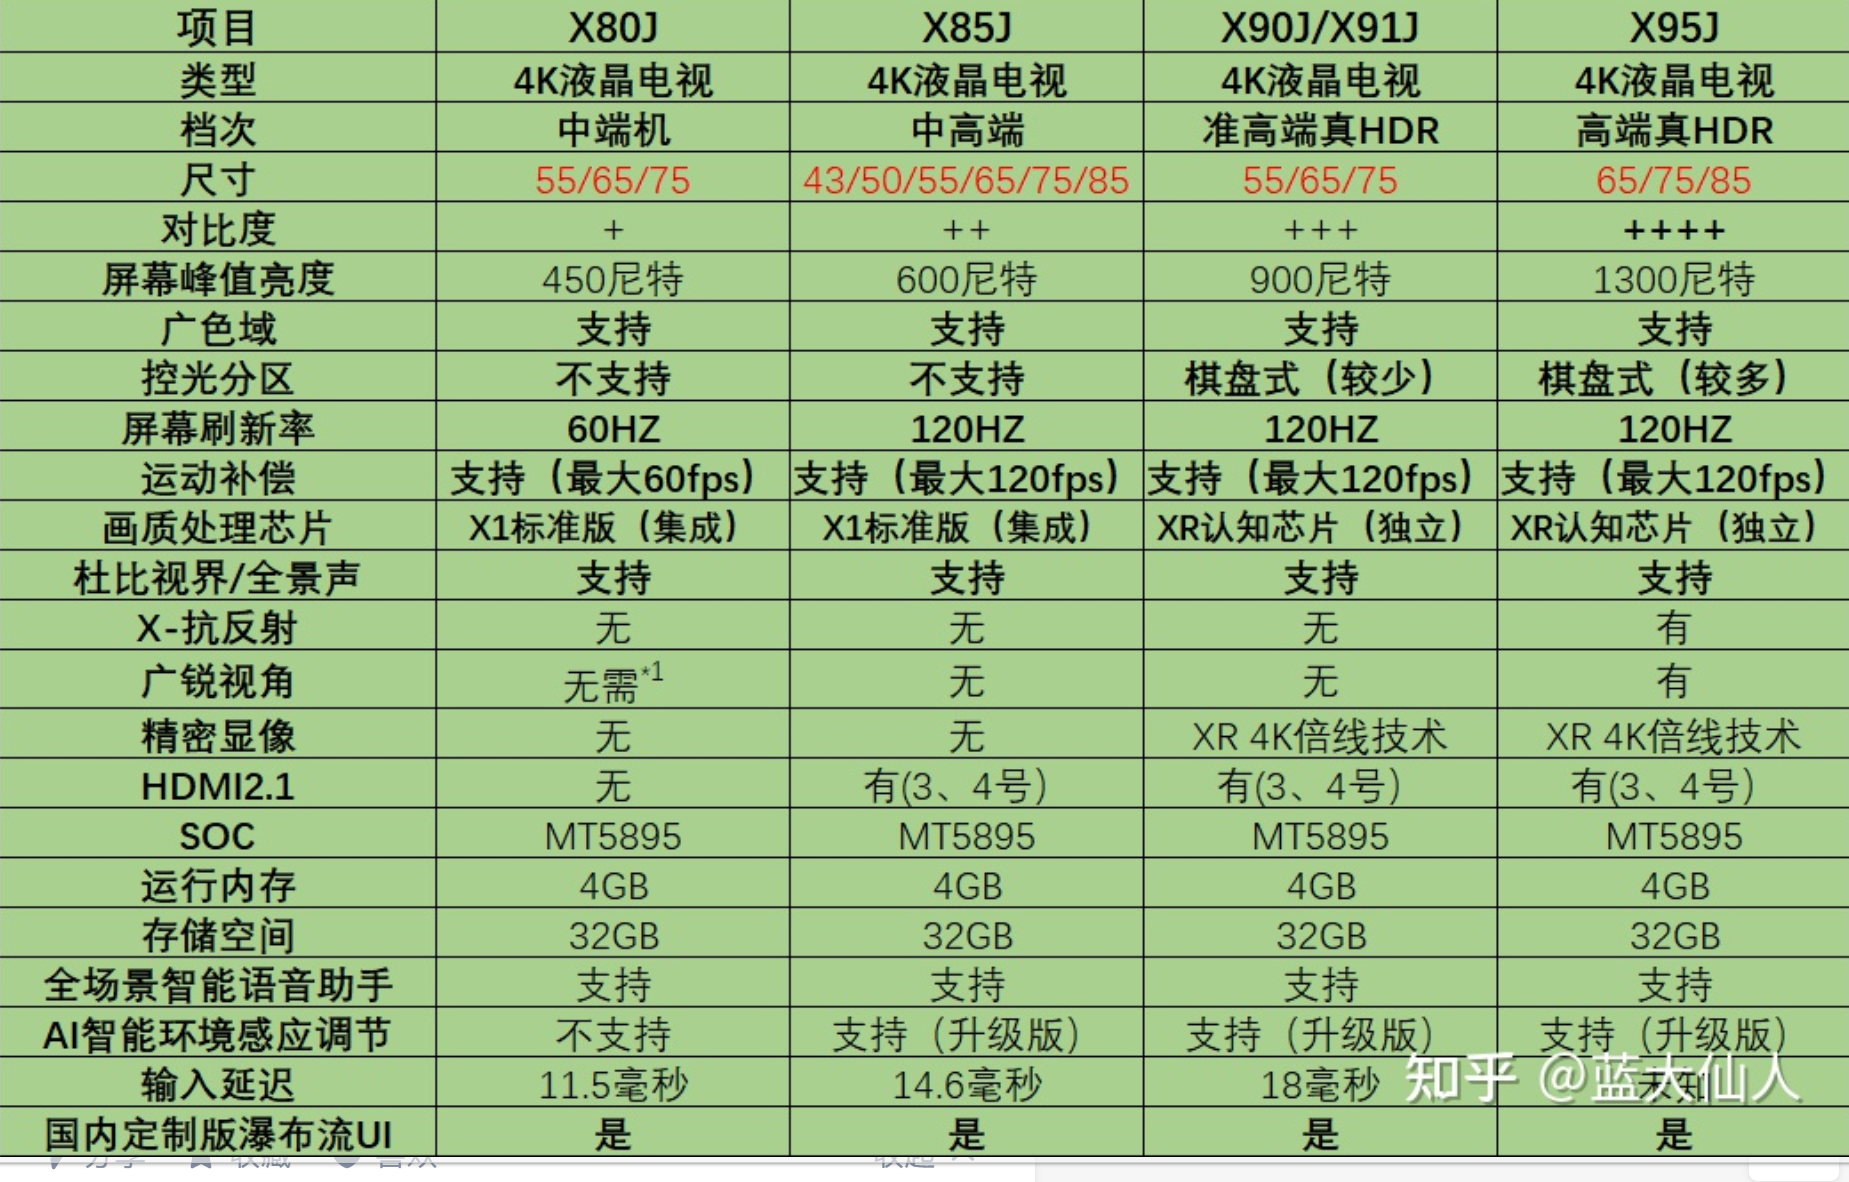 项目 X80J X85J X90J/X91J X95J
类型 4K液晶电视 4K液晶电视 4K液晶电视 4K液晶电视
档次 中端机 中高端 准高端真HDR 高端真HDR
尺寸 55/65/75 43/50/55/65/75/85 55/65/75 65/75/85
对比度 + ++ +++ ++++
屏幕峰值亮度 450尼特 600尼特 900尼特 1300尼特
广色域 支持 支持 支持 支持
控光分区 不支持 不支持 棋盘式（较少） 棋盘式（较多）
屏幕刷新率 60HZ 120HZ 120HZ 120HZ
运动补偿 支持（最大60fps） 支持（最大120fps） 支持（最大120fps） 支持（最大120fps）
画质处理芯片 X1标准版（集成） X1标准版（集成） XR认知芯片（独立） XR认知芯片（独立）
杜比视界/全景声 支持 支持 支持 支持
X-抗反射 无 无 无 有
广锐视角 无需*1 无 无 有
精密显像 无 无 XR 4K倍线技术 XR 4K倍线技术
HDMI2.1 无 有(3、4号） 有(3、4号） 有(3、4号）
SOC MT5895 MT5895 MT5895 MT5895
运行内存 4GB 4GB 4GB 4GB
存储空间 32GB 32GB 32GB 32GB
全场景智能语音助手 支持 支持 支持 支持
AI智能环境感应调节 不支持 支持（升级版） 支持（升级版） 支持（升级版）
输入延迟 11.5毫秒 14.6毫秒 18毫秒 未知
知乎 @蓝大仙人
国内定制版瀑布流UI 是 是 是 是